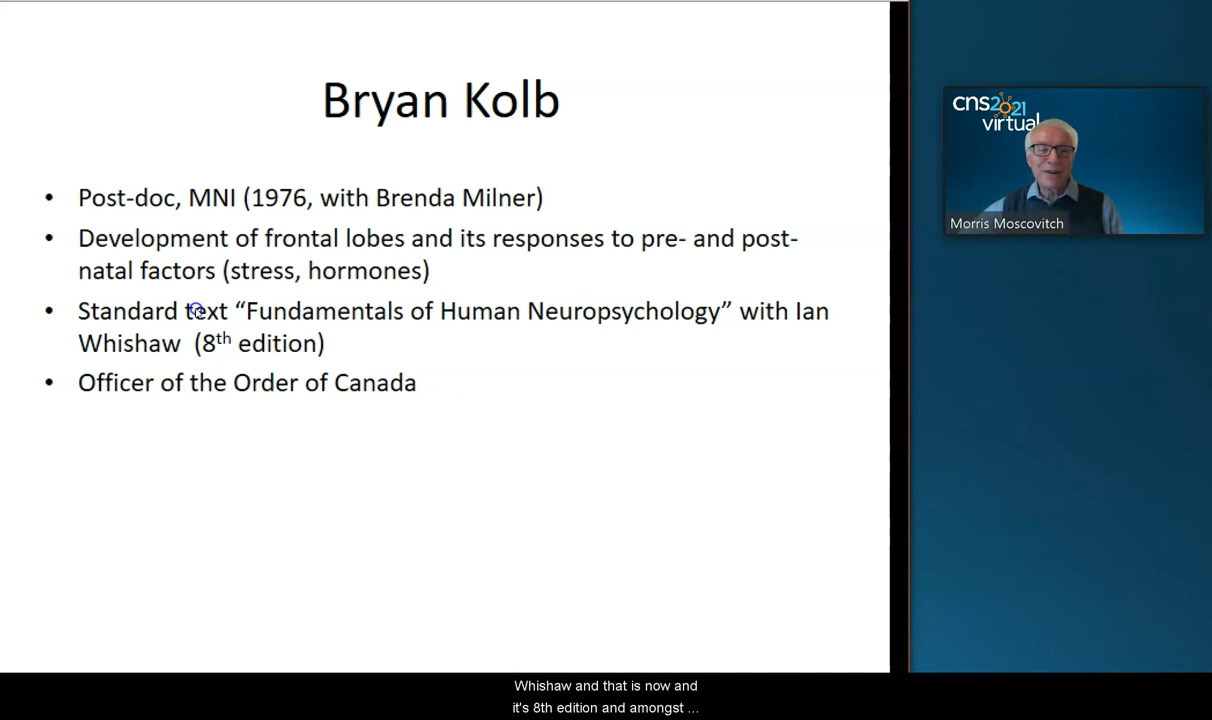 Bryan Kolb
• Post-doc, MNI (1976, with Brenda Milner)
• Development of frontal lobes and its responses to pre- and post-
natal factors (stress, hormones)
• Standard text “Fundamentals of Human Neuropsychology” with Ian
Whishaw (8th edition)
• Officer of the Order of Canada
cns2021
virtual
Morris Moscovitch
Whishaw and that is now and
it's 8th edition and amongst ...